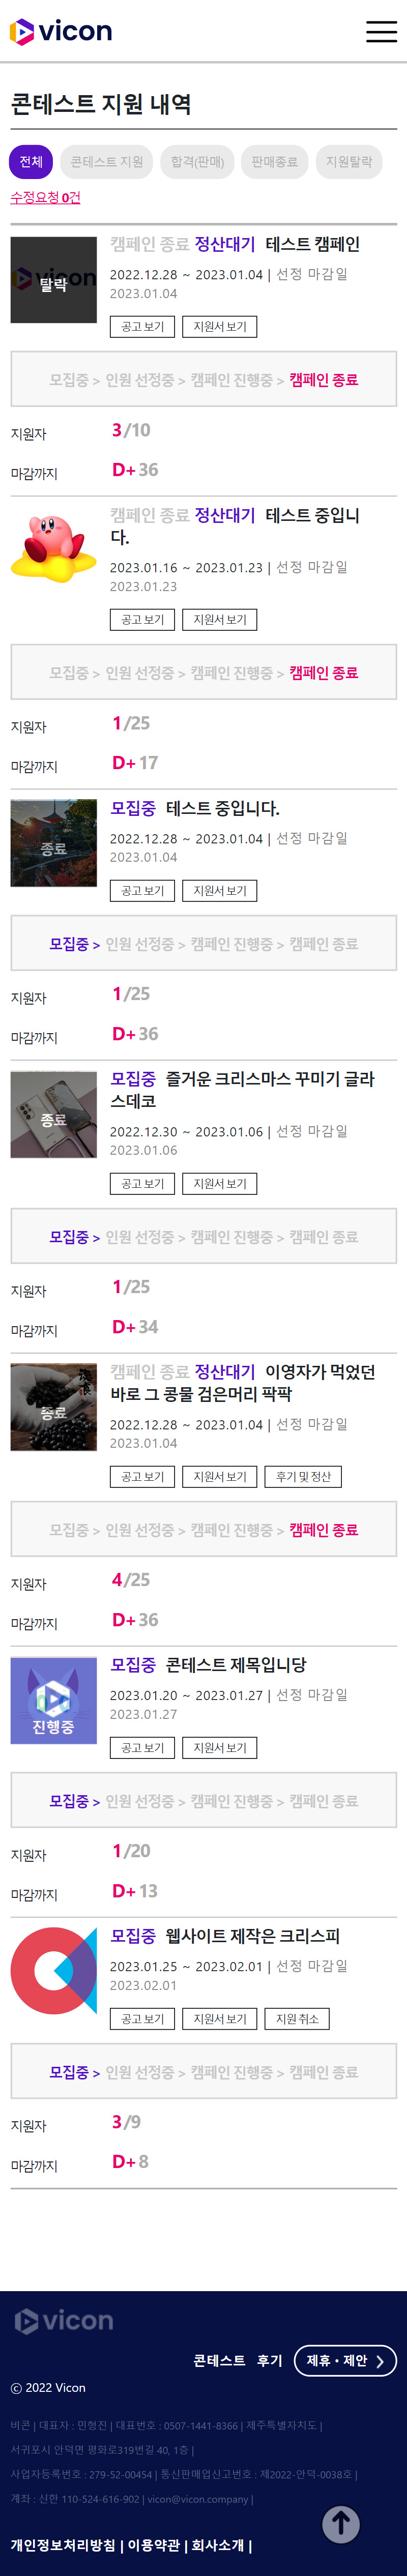 vicon
콘테스트 지원 내역
전체 콘테스트 지원 합격(판매) 판매종료 지원탈락
수정요청 0건
탈락
캠페인 종료 정산대기 테스트 캠페인
2022.12.28 ~ 2023.01.04 | 선정 마감일
2023.01.04
공고 보기 지원서 보기
모집중 > 인원 선정중 > 캠페인 진행중 > 캠페인 종료
지원자 3/10
마감까지 D+ 36
캠페인 종료 정산대기 테스트 중입니
다.
2023.01.16 ~ 2023.01.23 | 선정 마감일
2023.01.23
공고 보기 지원서 보기
모집중 > 인원 선정중 > 캠페인 진행중 > 캠페인 종료
지원자 1/25
마감까지 D+ 17
종료
모집중 테스트 중입니다.
2022.12.28 ~ 2023.01.04 | 선정 마감일
2023.01.04
공고 보기 지원서 보기
모집중 > 인원 선정중 > 캠페인 진행중 > 캠페인 종료
지원자 1/25
마감까지 D+ 36
종료
모집중 즐거운 크리스마스 꾸미기 글라
스데코
2022.12.30 ~ 2023.01.06 | 선정 마감일
2023.01.06
공고 보기 지원서 보기
모집중 > 인원 선정중 > 캠페인 진행중 > 캠페인 종료
지원자 1/25
마감까지 D+ 34
종료
캠페인 종료 정산대기 이영자가 먹었던
바로 그 콩물 검은머리 팍팍
2022.12.28 ~ 2023.01.04 | 선정 마감일
2023.01.04
공고 보기 지원서 보기 후기 및 정산
모집중 > 인원 선정중 > 캠페인 진행중 > 캠페인 종료
지원자 4/25
마감까지 D+ 36
진행중
모집중 콘테스트 제목입니당
2023.01.20 ~ 2023.01.27 | 선정 마감일
2023.01.27
공고 보기 지원서 보기
모집중 > 인원 선정중 > 캠페인 진행중 > 캠페인 종료
지원자 1/20
마감까지 D+ 13
모집중 웹사이트 제작은 크리스피
2023.01.25 ~ 2023.02.01 | 선정 마감일
2023.02.01
공고 보기 지원서 보기 지원 취소
모집중 > 인원 선정중 > 캠페인 진행중 > 캠페인 종료
지원자 3/9
마감까지 D+ 8
vicon
콘테스트 후기 제휴 • 제안 >
ⓒ 2022 Vicon
비콘 | 대표자 : 민형진 | 대표번호 : 0507-1441-8366 | 제주특별자치도 |
서귀포시 안덕면 평화로319번길 40, 1층 |
사업자등록번호 : 279-52-00454 | 통신판매업신고번호 : 제2022-안덕-0038호 |
계좌 : 신한 110-524-616-902 | vicon@vicon.company |
개인정보처리방침 | 이용약관 | 회사소개 |